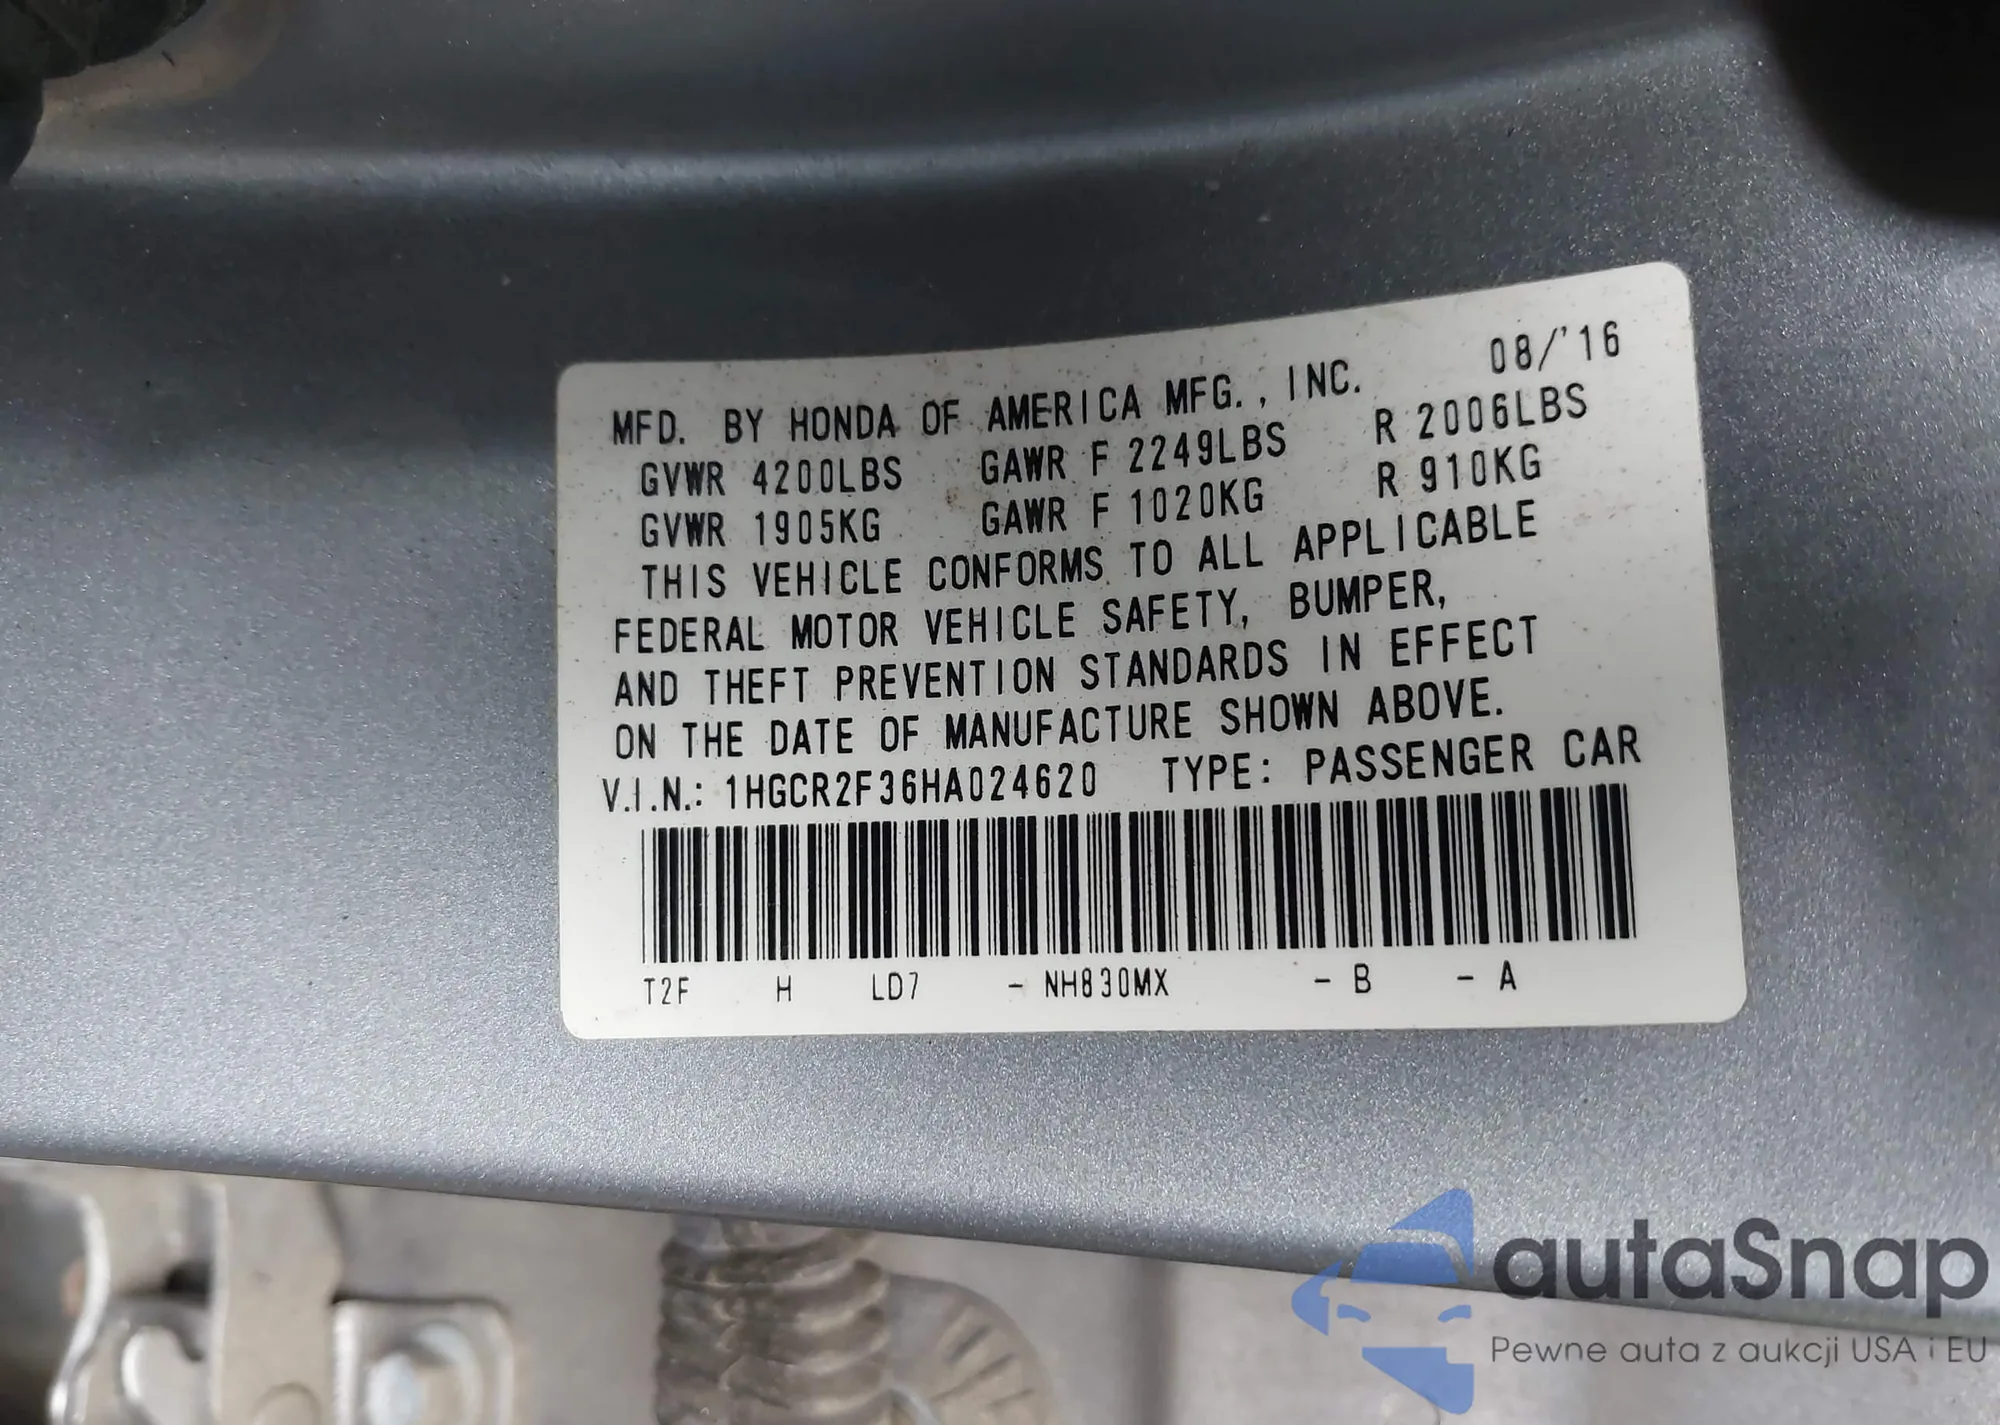 MFD. BY HONDA OF AMERICA MFG., INC. 08/'16
GVWR 4200LBS GAWR F 2249LBS R 2006LBS
GVWR 1905KG GAWR F 1020KG R 910KG
THIS VEHICLE CONFORMS TO ALL APPLICABLE
FEDERAL MOTOR VEHICLE SAFETY, BUMPER,
AND THEFT PREVENTION STANDARDS IN EFFECT
ON THE DATE OF MANUFACTURE SHOWN ABOVE.
V.I.N.: 1HGCR2F36HA024620 TYPE: PASSENGER CAR
T2F H LD7 - NH830MX - B - A
autaSnap
Pewne auta z aukcji USA i EU